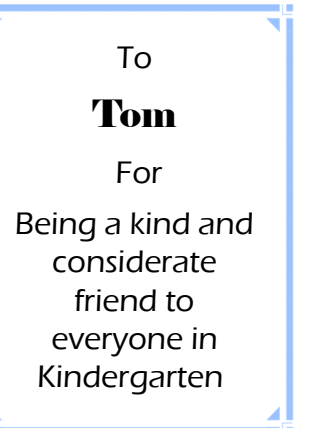 To
Tom
For
Being a kind and
considerate
friend to
everyone in
Kindergarten